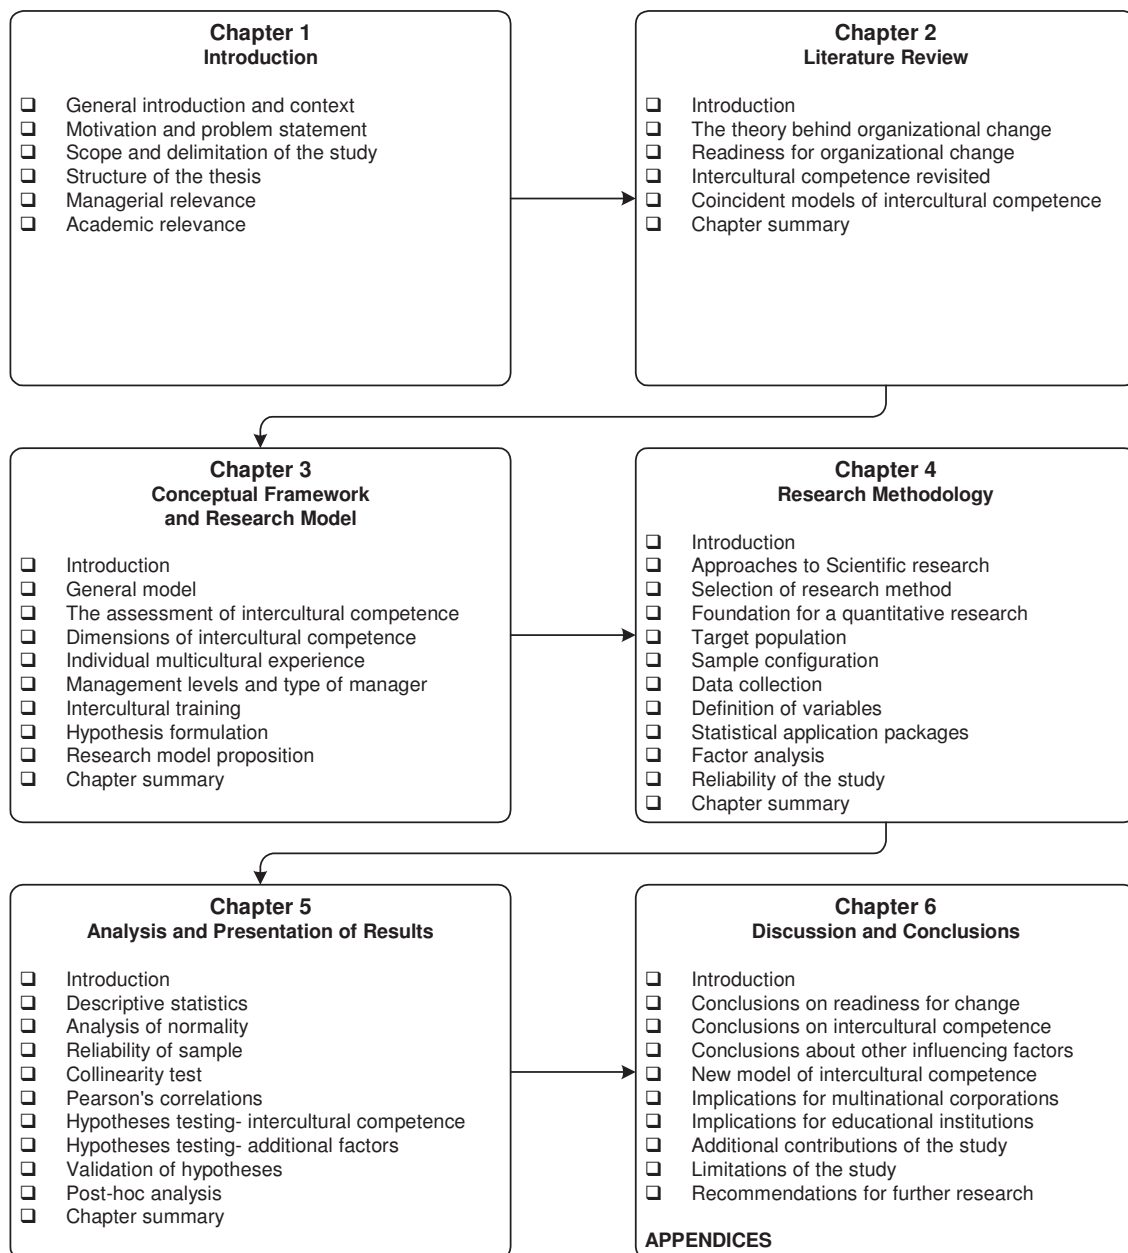 Chapter 1
Introduction
General introduction and context
Motivation and problem statement
Scope and delimitation of the study
Structure of the thesis
Managerial relevance
Academic relevance
Chapter 2
Literature Review
Introduction
The theory behind organizational change
Readiness for organizational change
Intercultural competence revisited
Coincident models of intercultural competence
Chapter summary
Chapter 3
Conceptual Framework
and Research Model
Introduction
General model
The assessment of intercultural competence
Dimensions of intercultural competence
Individual multicultural experience
Management levels and type of manager
Intercultural training
Hypothesis formulation
Research model proposition
Chapter summary
Chapter 4
Research Methodology
Introduction
Approaches to Scientific research
Selection of research method
Foundation for a quantitative research
Target population
Sample configuration
Data collection
Definition of variables
Statistical application packages
Factor analysis
Reliability of the study
Chapter summary
Chapter 5
Analysis and Presentation of Results
Introduction
Descriptive statistics
Analysis of normality
Reliability of sample
Collinearity test
Pearson's correlations
Hypotheses testing- intercultural competence
Hypotheses testing- additional factors
Validation of hypotheses
Post-hoc analysis
Chapter summary
Chapter 6
Discussion and Conclusions
Introduction
Conclusions on readiness for change
Conclusions on intercultural competence
Conclusions about other influencing factors
New model of intercultural competence
Implications for multinational corporations
Implications for educational institutions
Additional contributions of the study
Limitations of the study
Recommendations for further research
APPENDICES